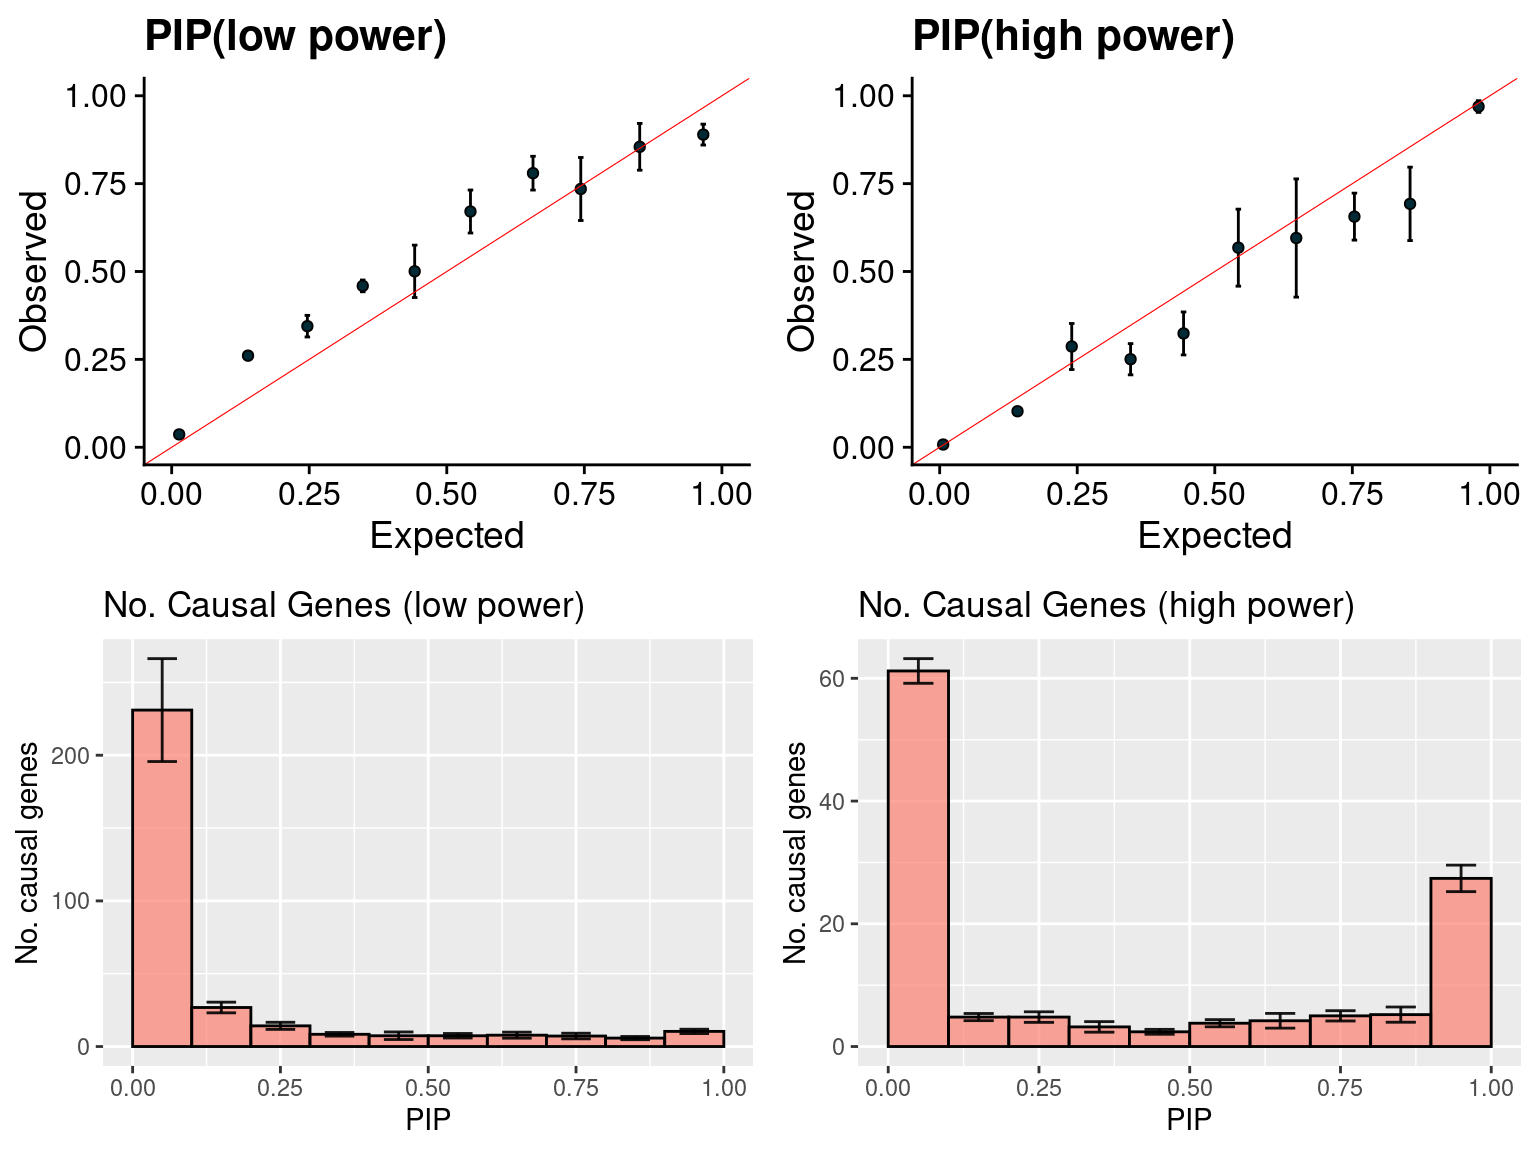 PIP(low power)
1.00
0.75
0.50
0.25
0.00
Observed
0.00 0.25 0.50 0.75 1.00
Expected
PIP(high power)
1.00
0.75
0.50
0.25
0.00
Observed
0.00 0.25 0.50 0.75 1.00
Expected
No. Causal Genes (low power)
200
100
0
No. causal genes
0.00 0.25 0.50 0.75 1.00
PIP
No. Causal Genes (high power)
60
40
20
0
No. causal genes
0.00 0.25 0.50 0.75 1.00
PIP